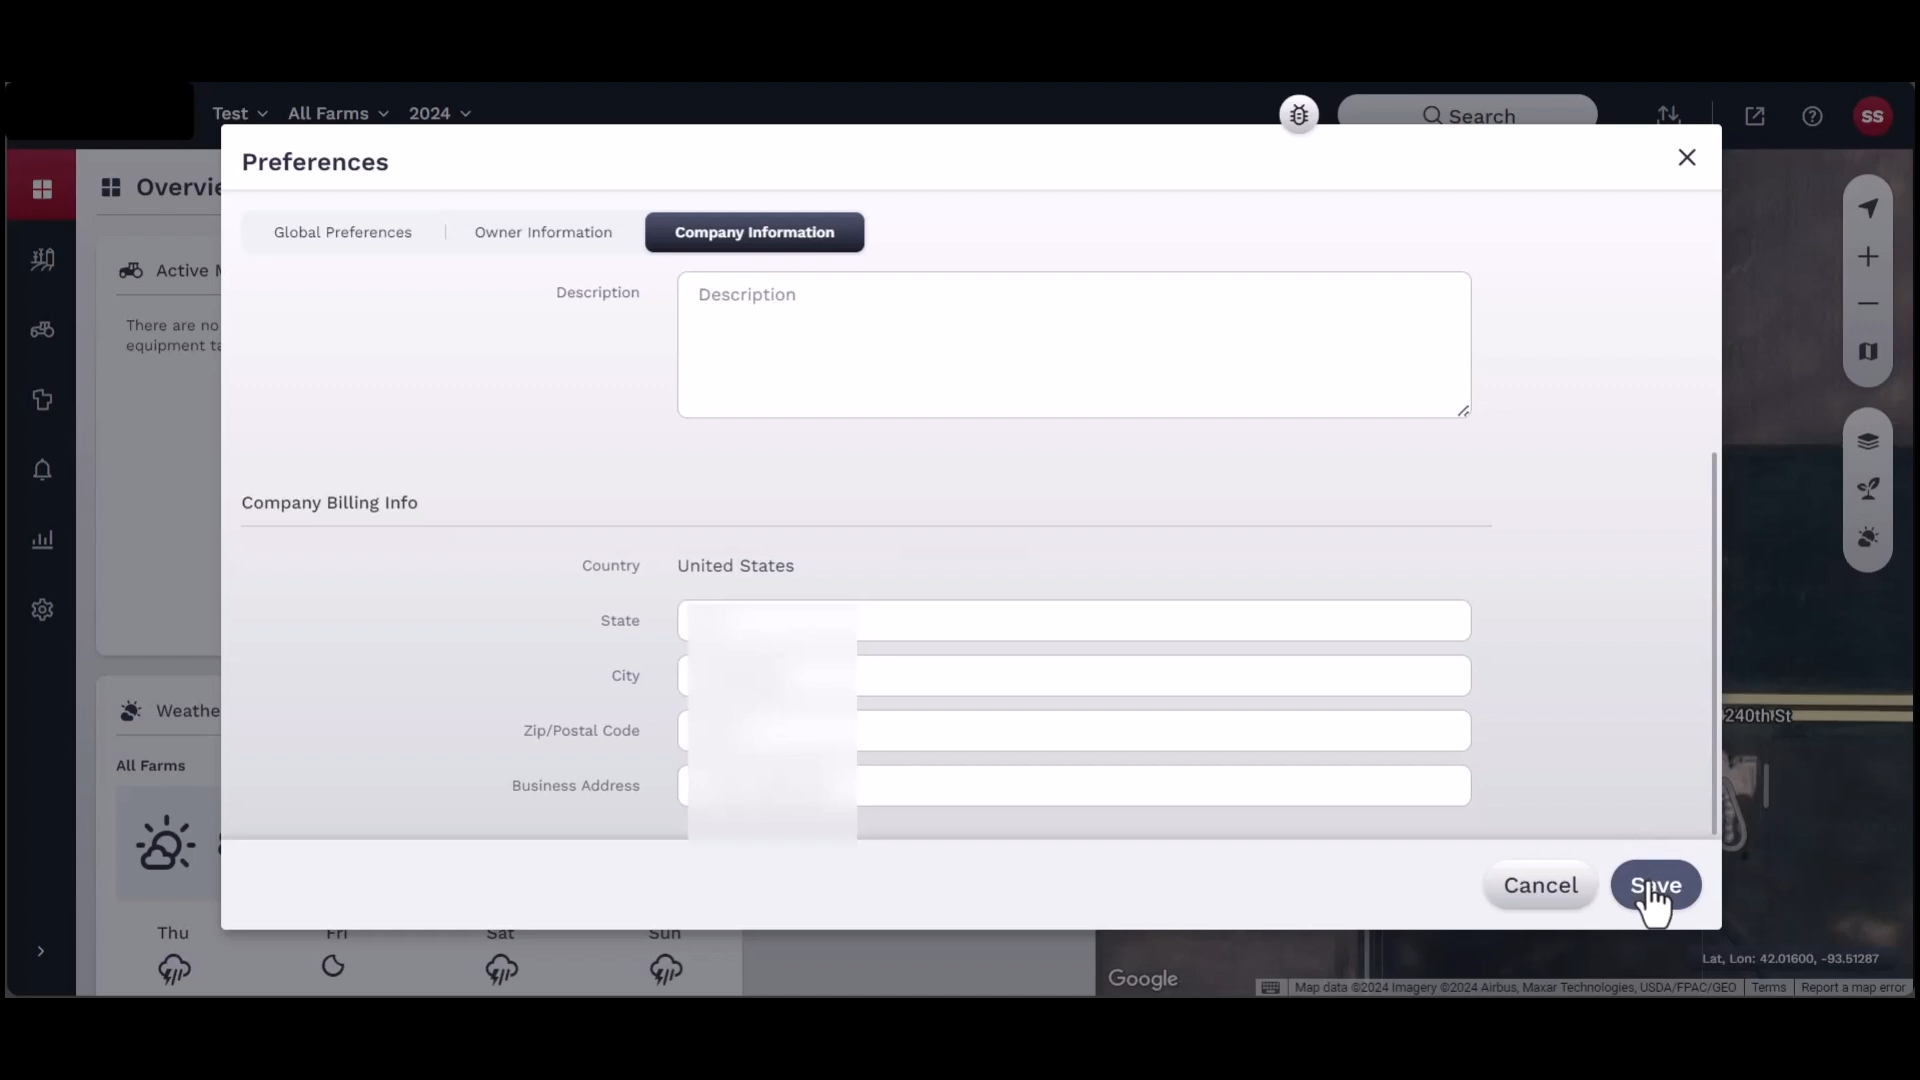 Test
All Farms
2024
Search
SS
Preferences
Overvie
Global Preferences
Owner Information
Company Information
Active M
There are no
equipment ta
Description
Description
Company Billing Info
Country
United States
State
City
Zip/Postal Code
Business Address
Weathe
All Farms
240th St
Cancel
Save
Thu
Fri
Sat
Sun
Lat, Lon: 42.01600, -93.51287
Google
Map data ©2024 Imagery ©2024 Airbus, Maxar Technologies, USDA/FPAC/GEO
Terms
Report a map error